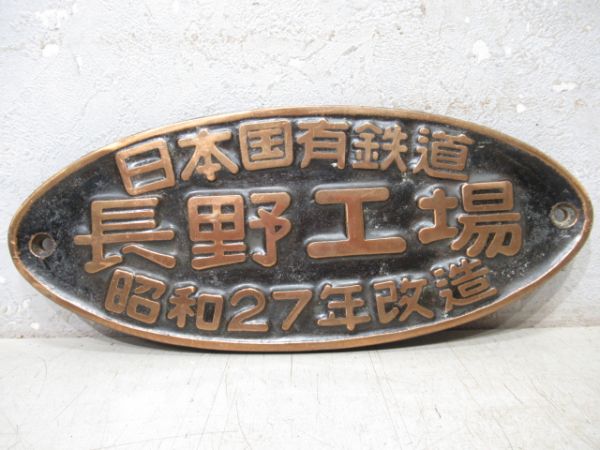 日本国有鉄道
長野工場
昭和27年改造